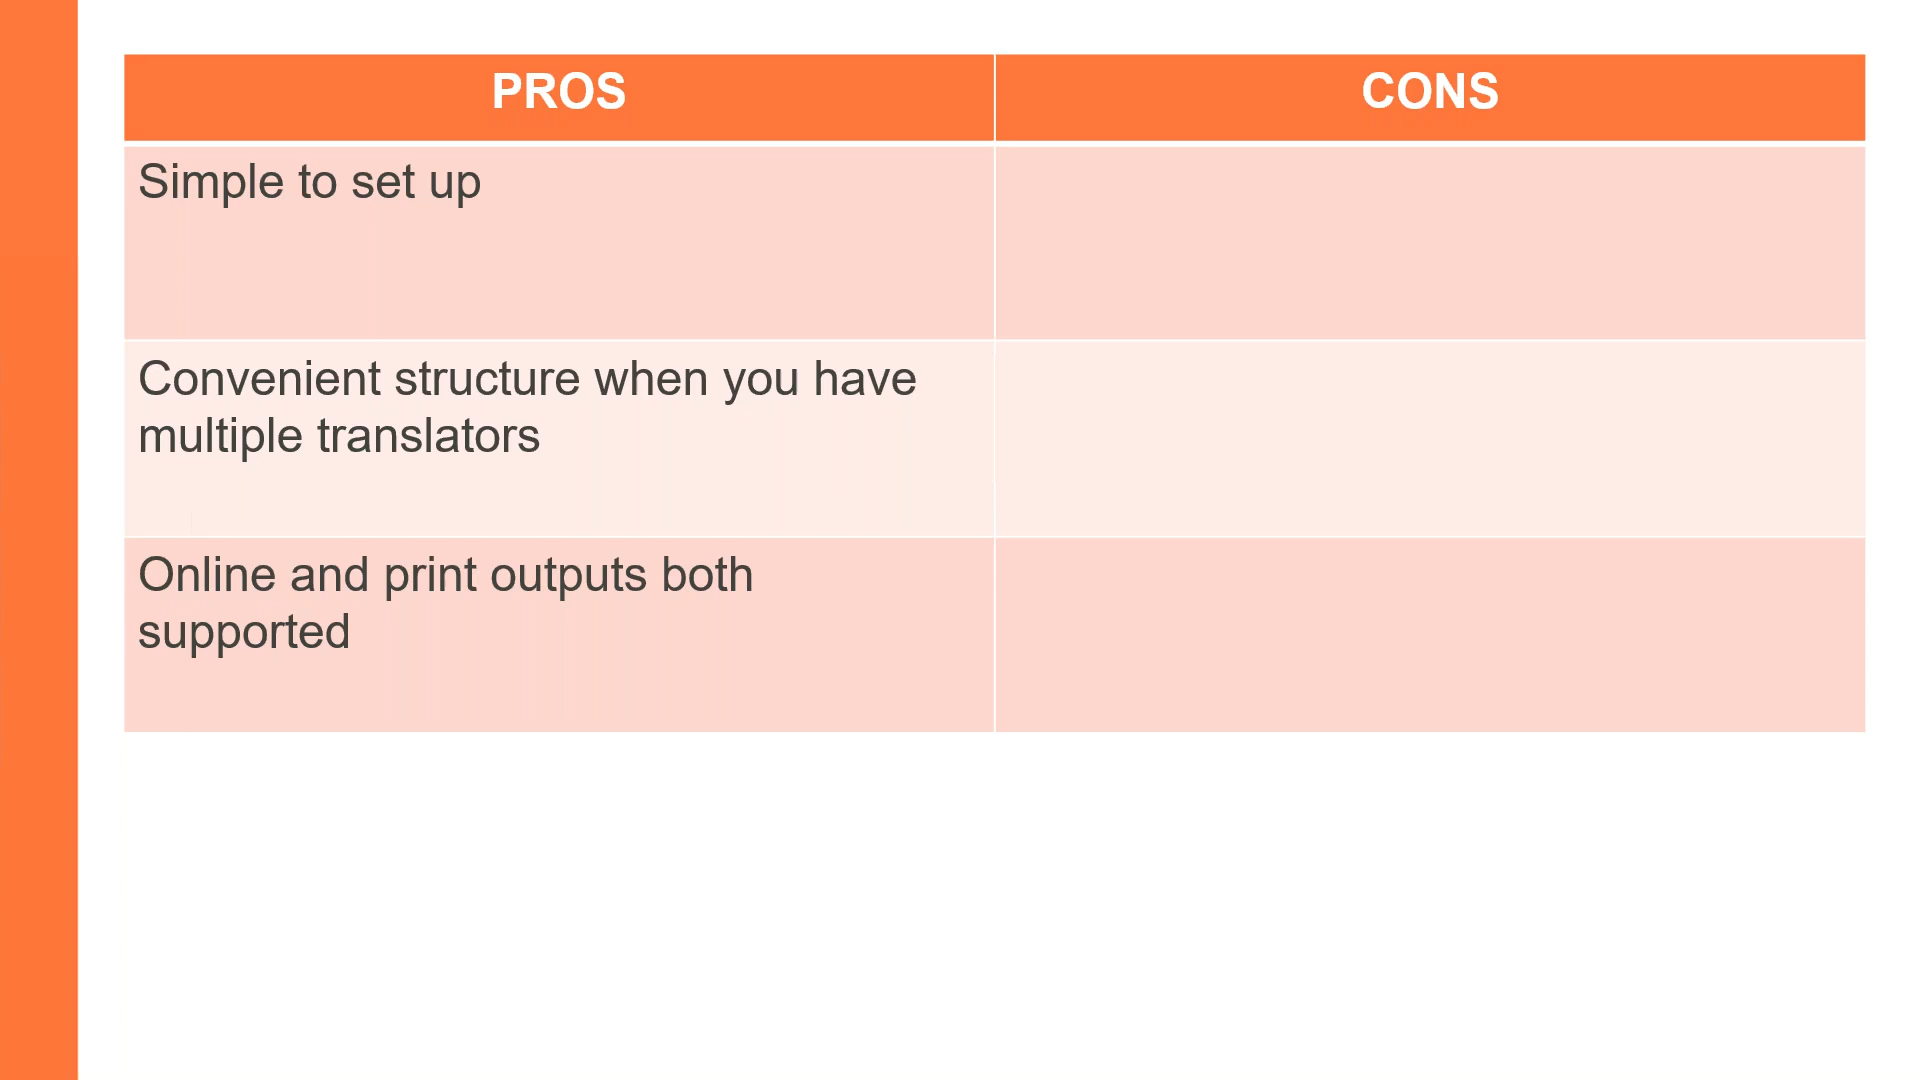 PROS
CONS
Simple to set up
Convenient structure when you have
multiple translators
Online and print outputs both
supported